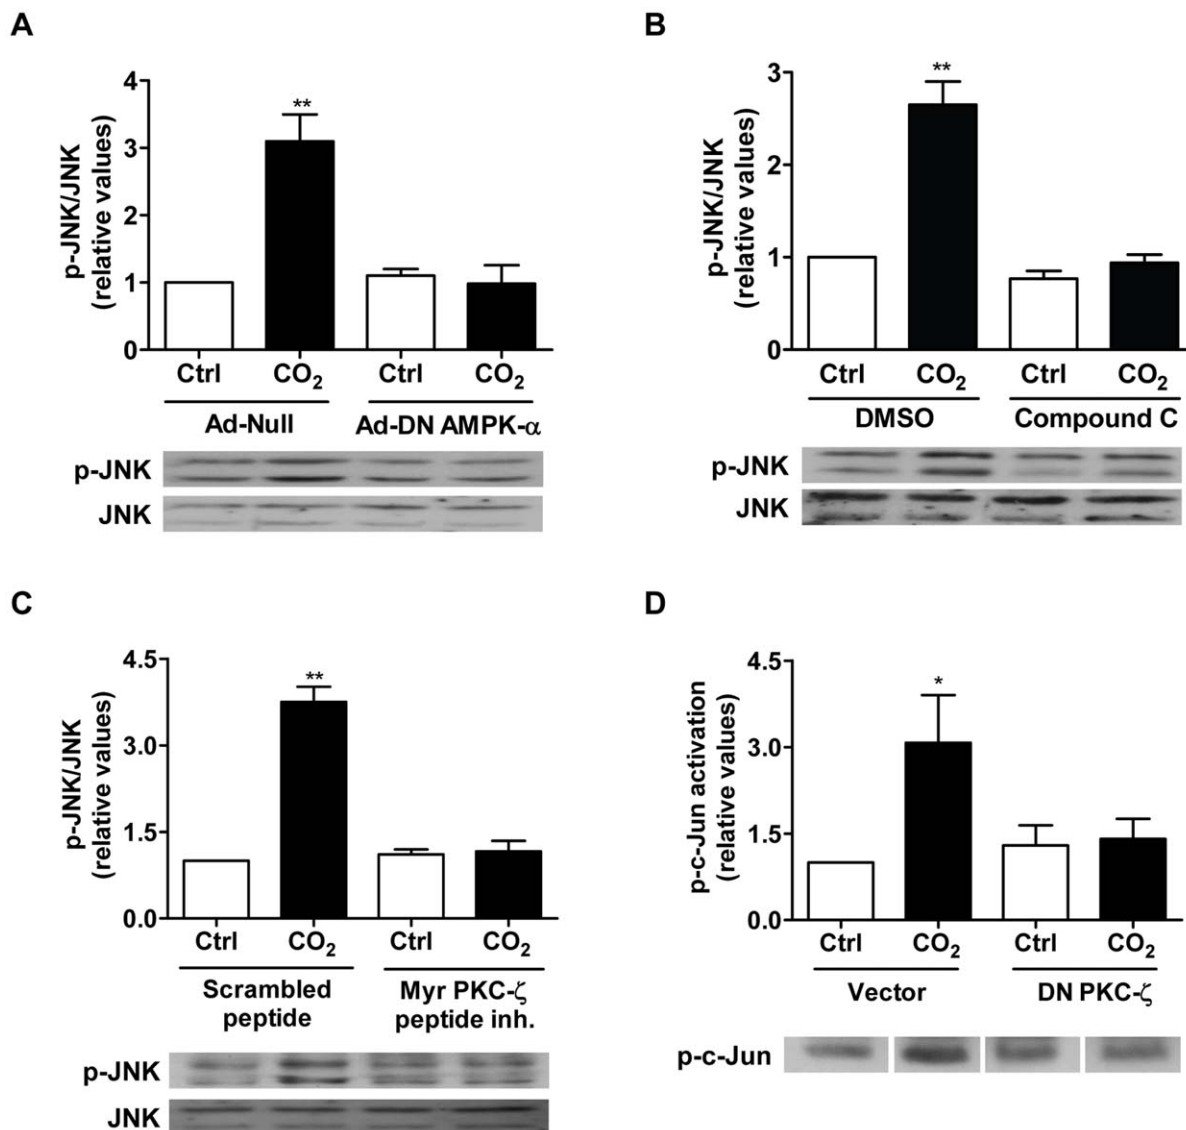 A
p-JNK/JNK
(relative values)
4
3
2
1
0
**
Ctrl CO₂ Ctrl CO₂
Ad-Null Ad-DN AMPK-α
p-JNK
JNK
B
p-JNK/JNK
(relative values)
3
2
1
0
**
Ctrl CO₂ Ctrl CO₂
DMSO Compound C
p-JNK
JNK
C
p-JNK/JNK
(relative values)
4.5
3.0
1.5
0.0
**
Ctrl CO₂ Ctrl CO₂
Scrambled Myr PKC-ζ
peptide peptide inh.
p-JNK
JNK
D
p-c-Jun activation
(relative values)
4.5
3.0
1.5
0.0
*
Ctrl CO₂ Ctrl CO₂
Vector DN PKC-ζ
p-c-Jun